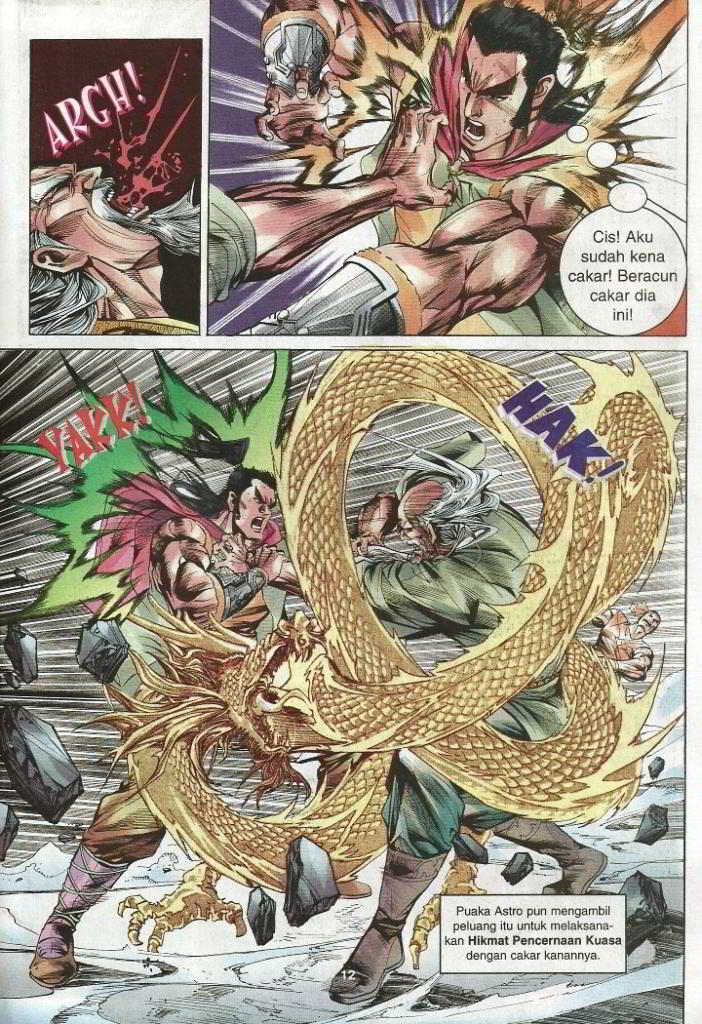 ARGH!
Cis! Aku
sudah kena
cakar! Beracun
cakar dia
ini!
YAKK!
HAK!
Puaka Astro pun mengambil
peluang itu untuk melaksana-
kan Hikmat Pencernaan Kuasa
dengan cakar kanannya.
12